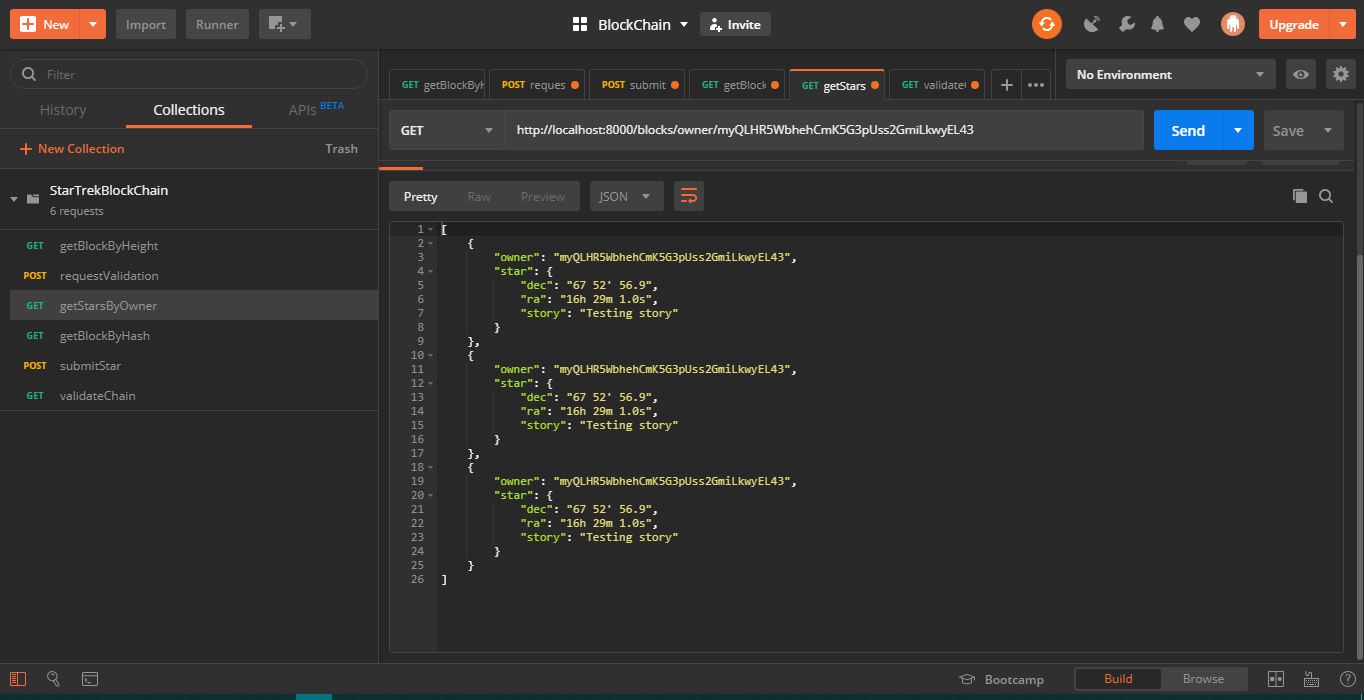 New
Import
Runner
BlockChain
Invite
Upgrade
Filter
History
Collections
APIs BETA
New Collection
Trash
StarTrekBlockChain
6 requests
GET getBlockByHeight
POST requestValidation
GET getStarsByOwner
GET getBlockByHash
POST submitStar
GET validateChain
GET getBlockByH
POST reques
POST submit
GET getBlock
GET getStars
GET validate(
No Environment
GET
http://localhost:8000/blocks/owner/myQLHR5WbhehCmK5G3pUss2GmiLkwyEL43
Send
Save
Pretty
Raw
Preview
JSON
1 [
2 {
3 "owner": "myQLHR5WbhehCmK5G3pUss2GmiLkwyEL43",
4 "star": {
5 "dec": "67 52' 56.9",
6 "ra": "16h 29m 1.0s",
7 "story": "Testing story"
8 }
9 },
10 {
11 "owner": "myQLHR5WbhehCmK5G3pUss2GmiLkwyEL43",
12 "star": {
13 "dec": "67 52' 56.9",
14 "ra": "16h 29m 1.0s",
15 "story": "Testing story"
16 }
17 },
18 {
19 "owner": "myQLHR5WbhehCmK5G3pUss2GmiLkwyEL43",
20 "star": {
21 "dec": "67 52' 56.9",
22 "ra": "16h 29m 1.0s",
23 "story": "Testing story"
24 }
25 }
26 ]
Bootcamp
Build
Browse